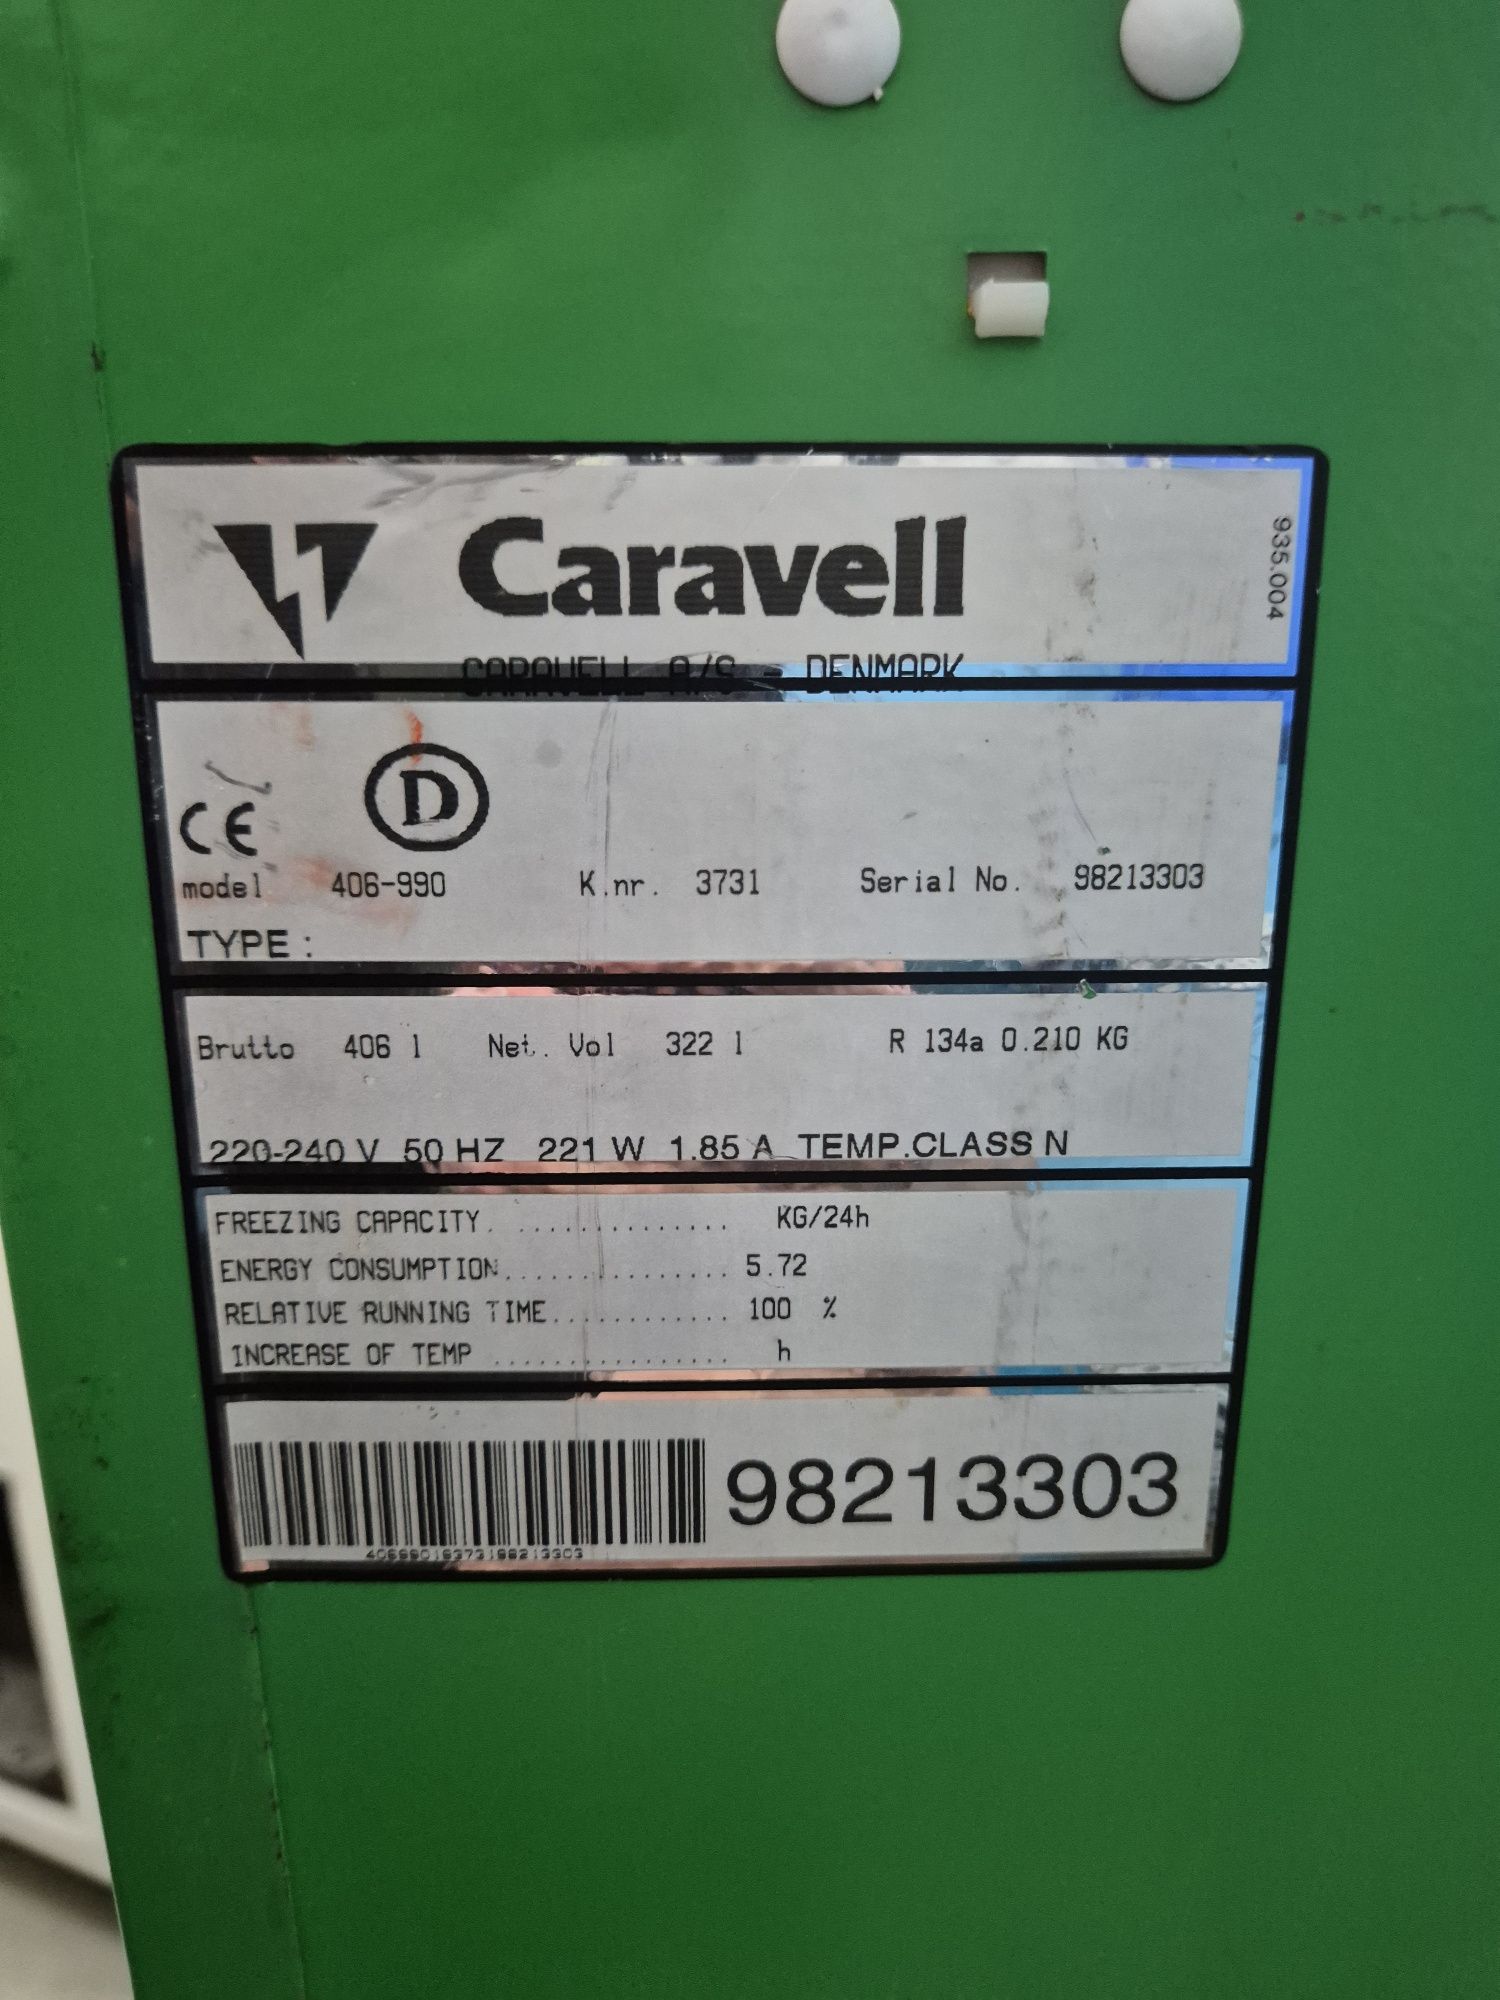 Caravell
935.004
CARAVELL A/S - DENMARK
CE D
model 406-990 K.nr. 3731 Serial No. 98213303
TYPE :
Brutto 406 l Net. Vol 322 l R 134a 0.210 KG
220-240 V 50 HZ 221 W 1.85 A TEMP.CLASS N
FREEZING CAPACITY. ............. KG/24h
ENERGY CONSUMPTION.............. 5.72
RELATIVE RUNNING TIME............ 100 %
INCREASE OF TEMP ................ h
98213303